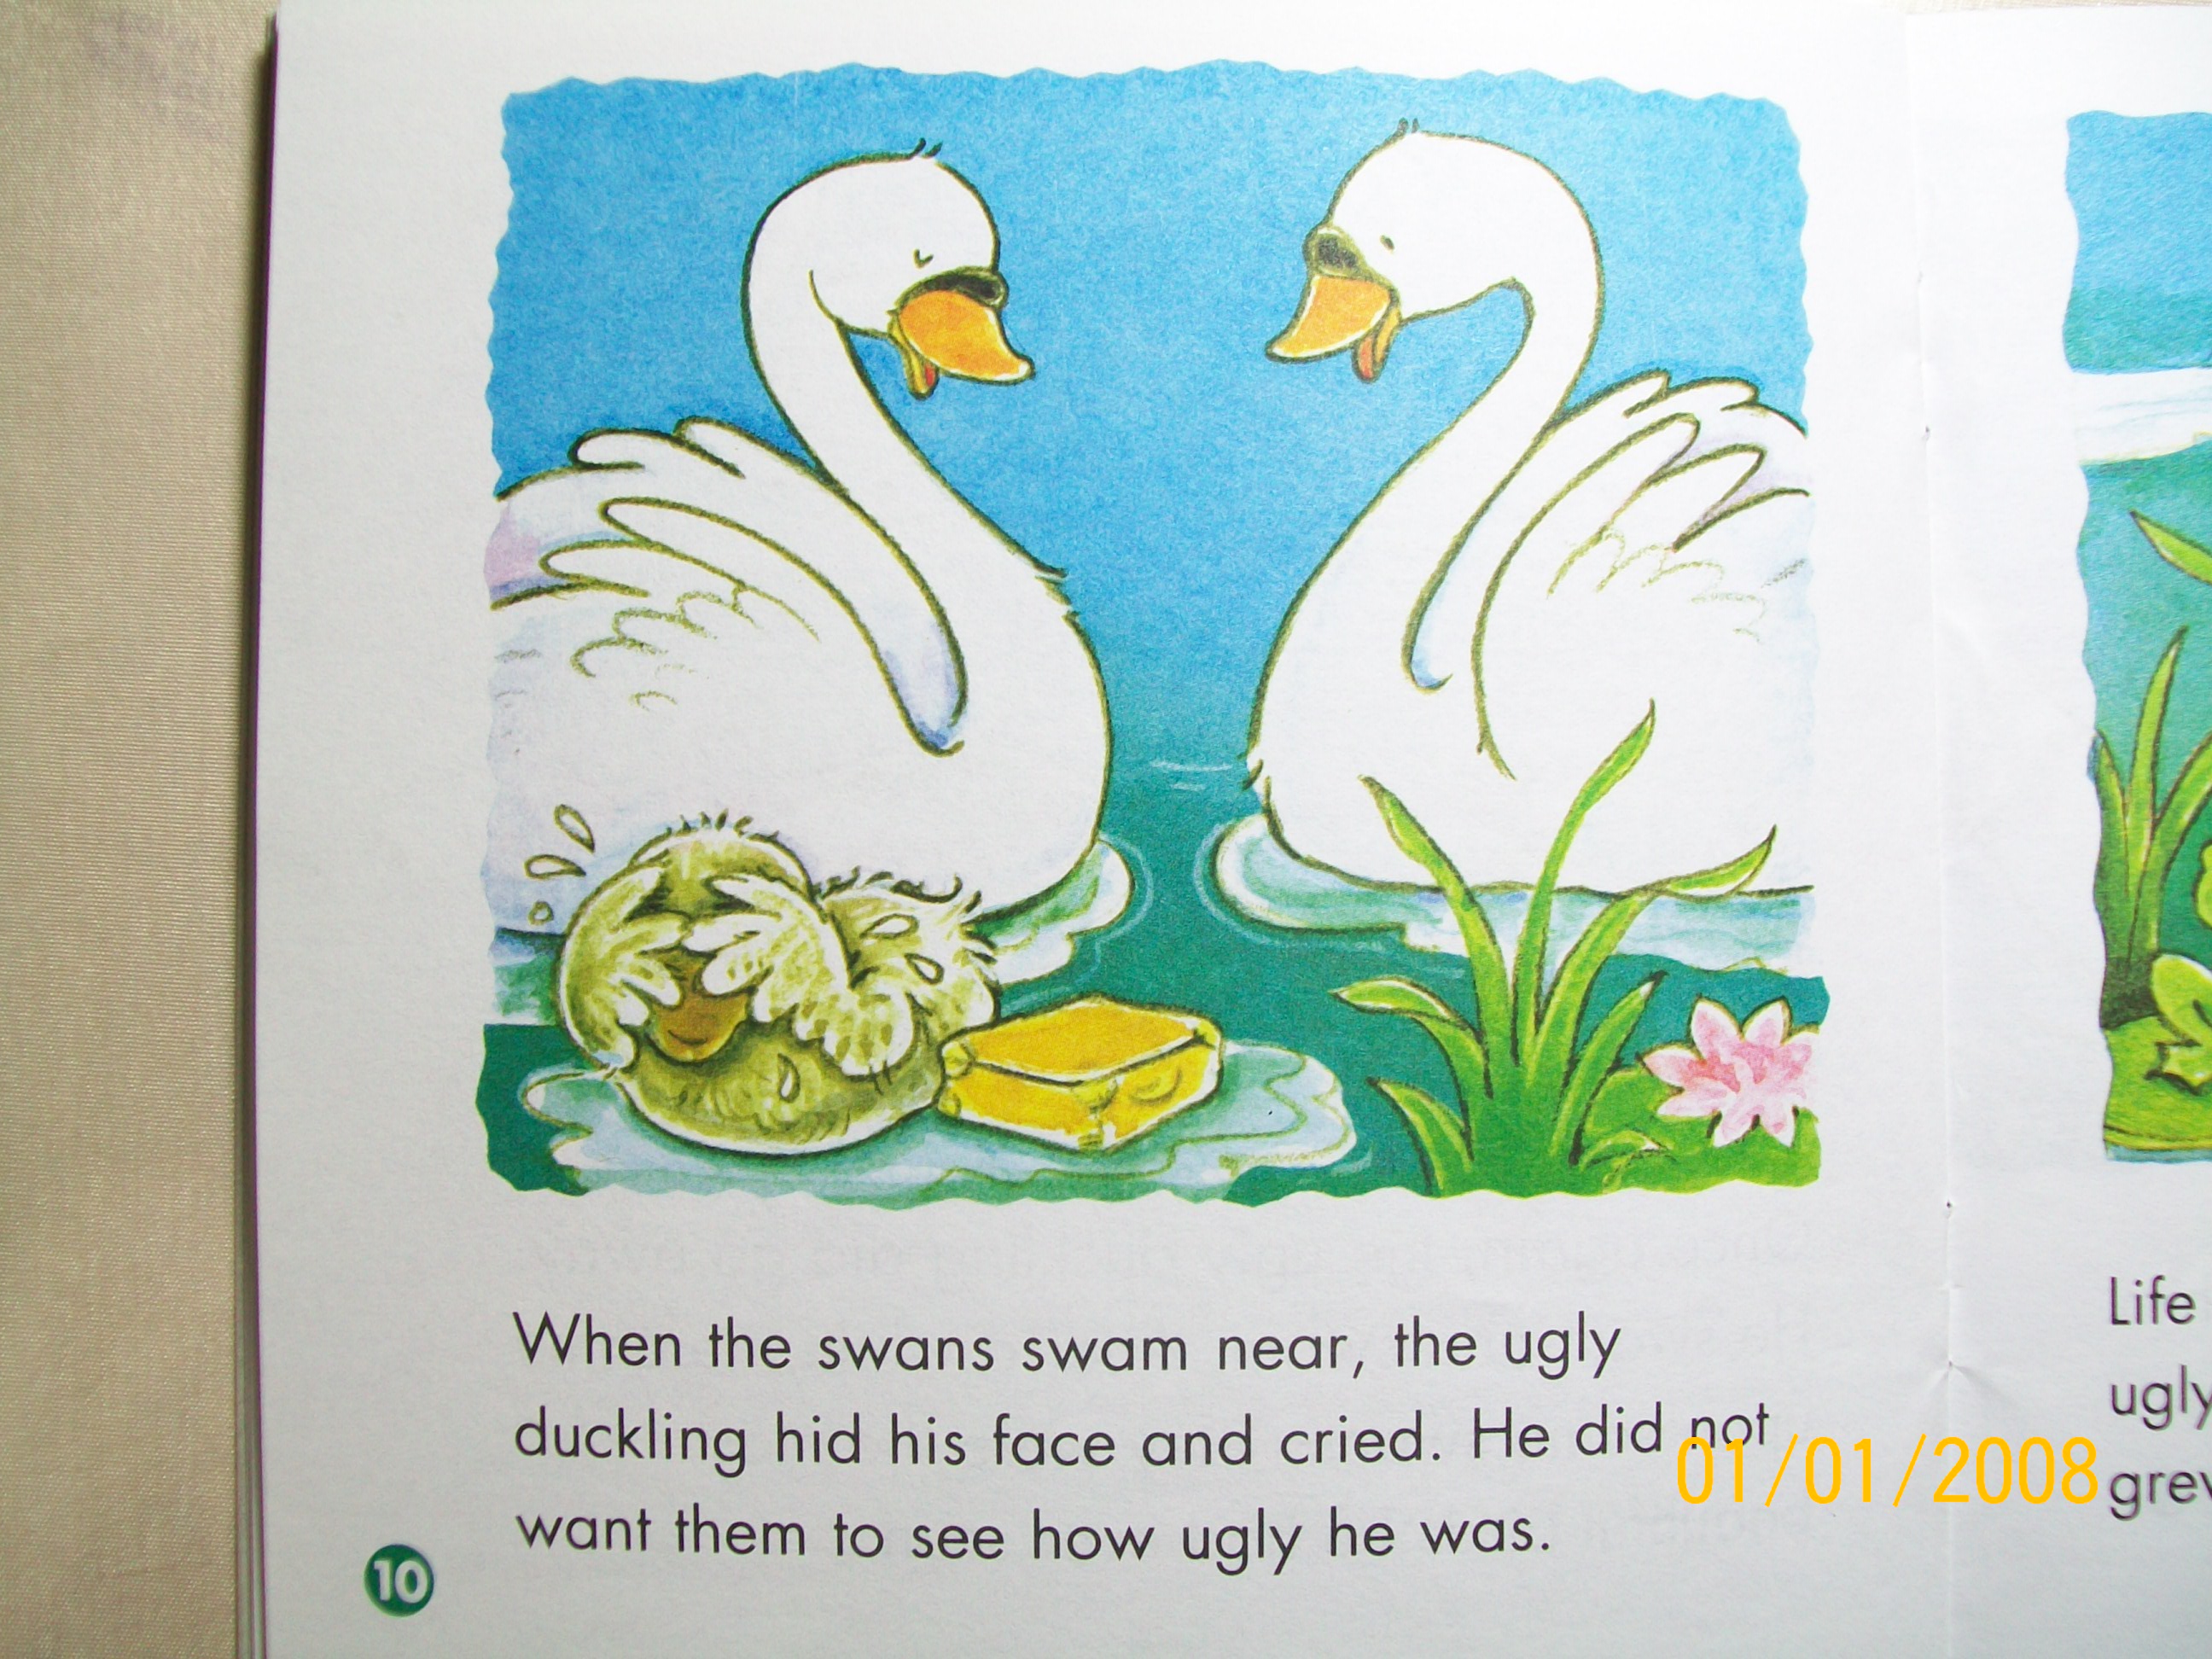 When the swans swam near, the ugly
duckling hid his face and cried. He did not
want them to see how ugly he was.
10
Life
ugly
01/01/2008